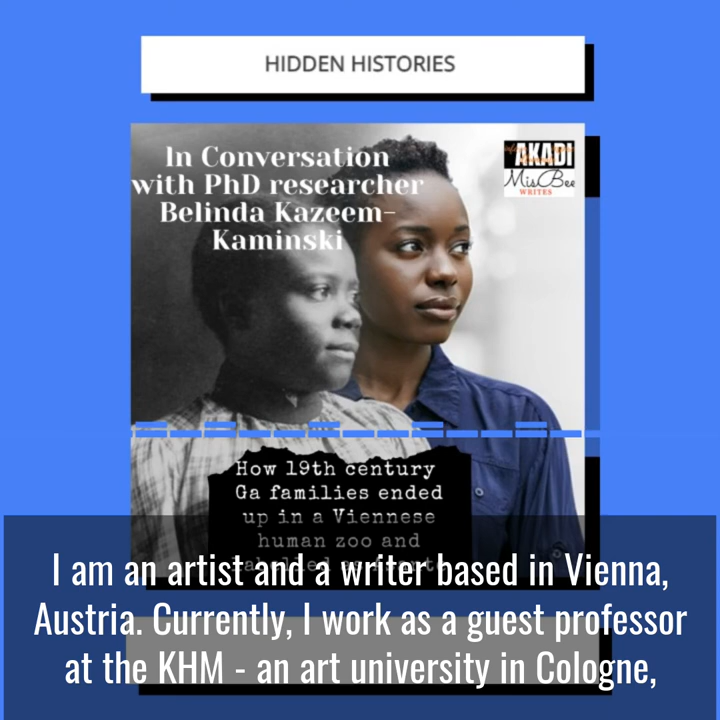 HIDDEN HISTORIES
In Conversation
with PhD researcher
Belinda Kazeem-
Kaminski
AKADI
MisBee
WRITES
How 19th century
Ga families ended
up in a Viennese
human zoo and
I am an artist and a writer based in Vienna,
Austria. Currently, I work as a guest professor
at the KHM - an art university in Cologne,